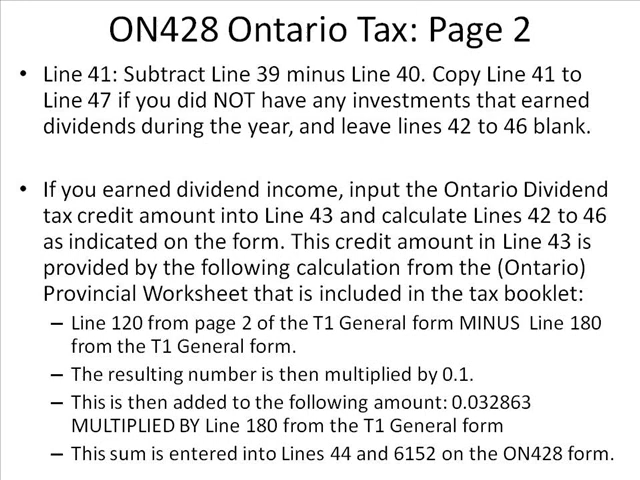 ON428 Ontario Tax: Page 2
• Line 41: Subtract Line 39 minus Line 40. Copy Line 41 to
Line 47 if you did NOT have any investments that earned
dividends during the year, and leave lines 42 to 46 blank.
• If you earned dividend income, input the Ontario Dividend
tax credit amount into Line 43 and calculate Lines 42 to 46
as indicated on the form. This credit amount in Line 43 is
provided by the following calculation from the (Ontario)
Provincial Worksheet that is included in the tax booklet:
– Line 120 from page 2 of the T1 General form MINUS  Line 180
from the T1 General form.
– The resulting number is then multiplied by 0.1.
– This is then added to the following amount: 0.032863
MULTIPLIED BY Line 180 from the T1 General form
– This sum is entered into Lines 44 and 6152 on the ON428 form.